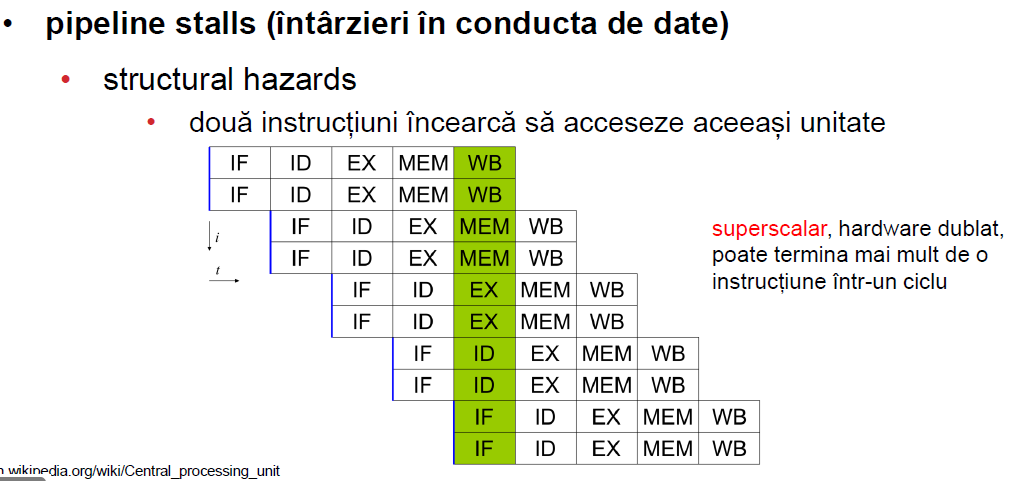 • pipeline stalls (întârzieri în conducta de date)
• structural hazards
• două instrucțiuni încearcă să acceseze aceeași unitate
IF ID EX MEM WB
IF ID EX MEM WB
IF ID EX MEM WB
IF ID EX MEM WB
IF ID EX MEM WB
IF ID EX MEM WB
IF ID EX MEM WB
IF ID EX MEM WB
IF ID EX MEM WB
IF ID EX MEM WB
i
t
superscalar, hardware dublat,
poate termina mai mult de o
instrucțiune într-un ciclu
n.wikipedia.org/wiki/Central_processing_unit